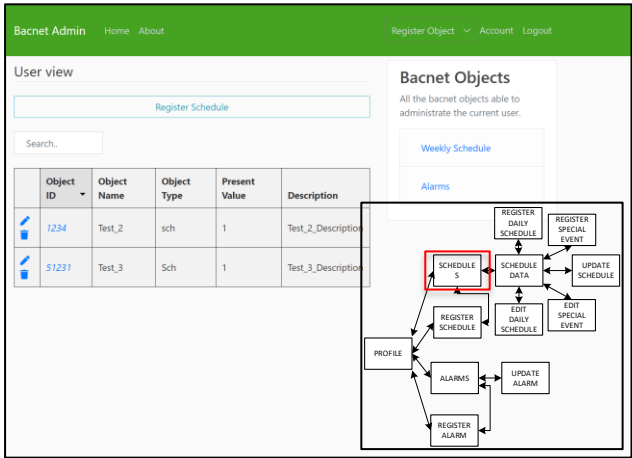 Bacnet Admin Home About Register Object Account Logout
User view
Register Schedule
Search..
Object ID Object Name Object Type Present Value Description
1234 Test_2 sch 1 Test_2_Description
51231 Test_3 Sch 1 Test_3_Description
Bacnet Objects
All the bacnet objects able to
administrate the current user.
Weekly Schedule
Alarms
REGISTER
DAILY
SCHEDULE
REGISTER
SPECIAL
EVENT
SCHEDULE
S
SCHEDULE
DATA
UPDATE
SCHEDULE
REGISTER
SCHEDULE
EDIT
DAILY
SCHEDULE
EDIT
SPECIAL
EVENT
PROFILE
ALARMS
UPDATE
ALARM
REGISTER
ALARM